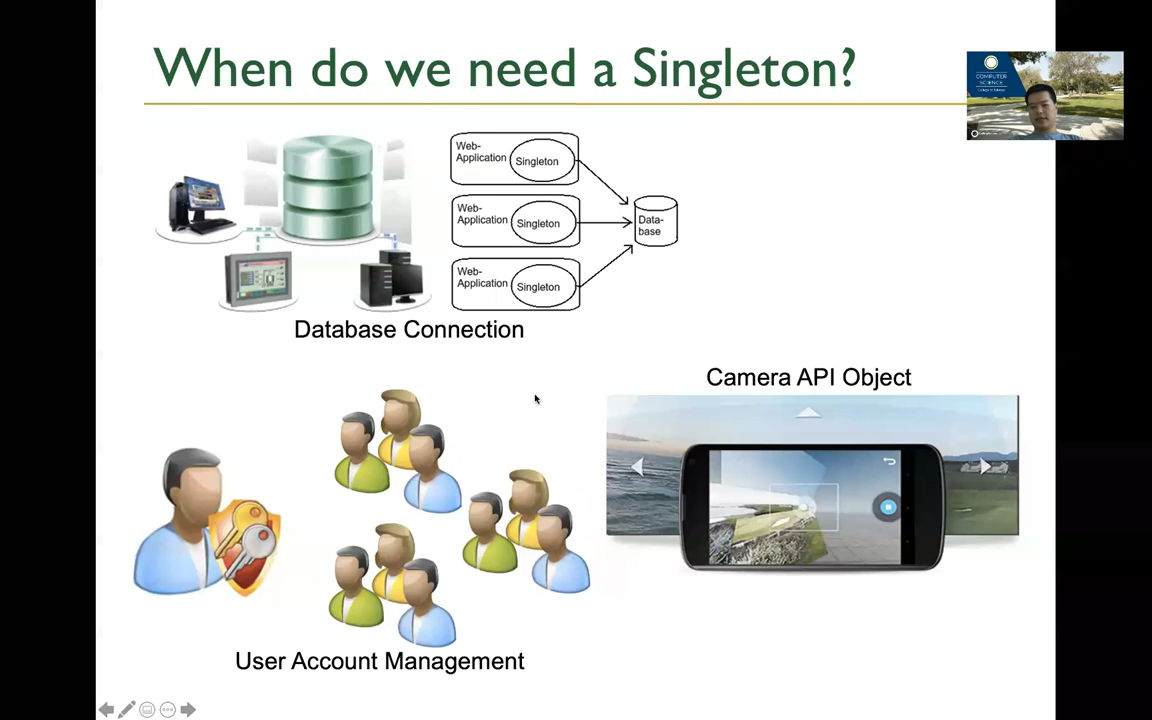 When do we need a Singleton?
COMPUTER
SCIENCE
Web-
Application
Singleton
Web-
Application
Singleton
Data-
base
Web-
Application
Singleton
Database Connection
Camera API Object
User Account Management